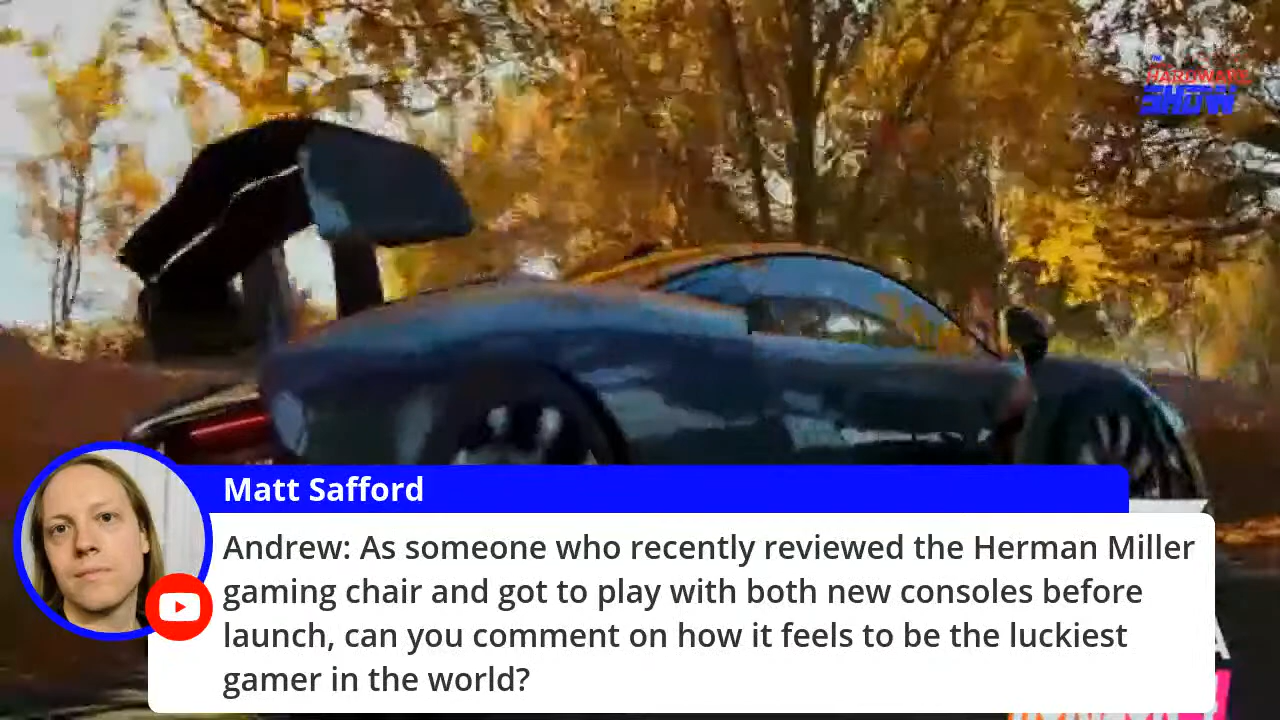 THE
HARDWARE
SHOW
Matt Safford
Andrew: As someone who recently reviewed the Herman Miller
gaming chair and got to play with both new consoles before
launch, can you comment on how it feels to be the luckiest
gamer in the world?